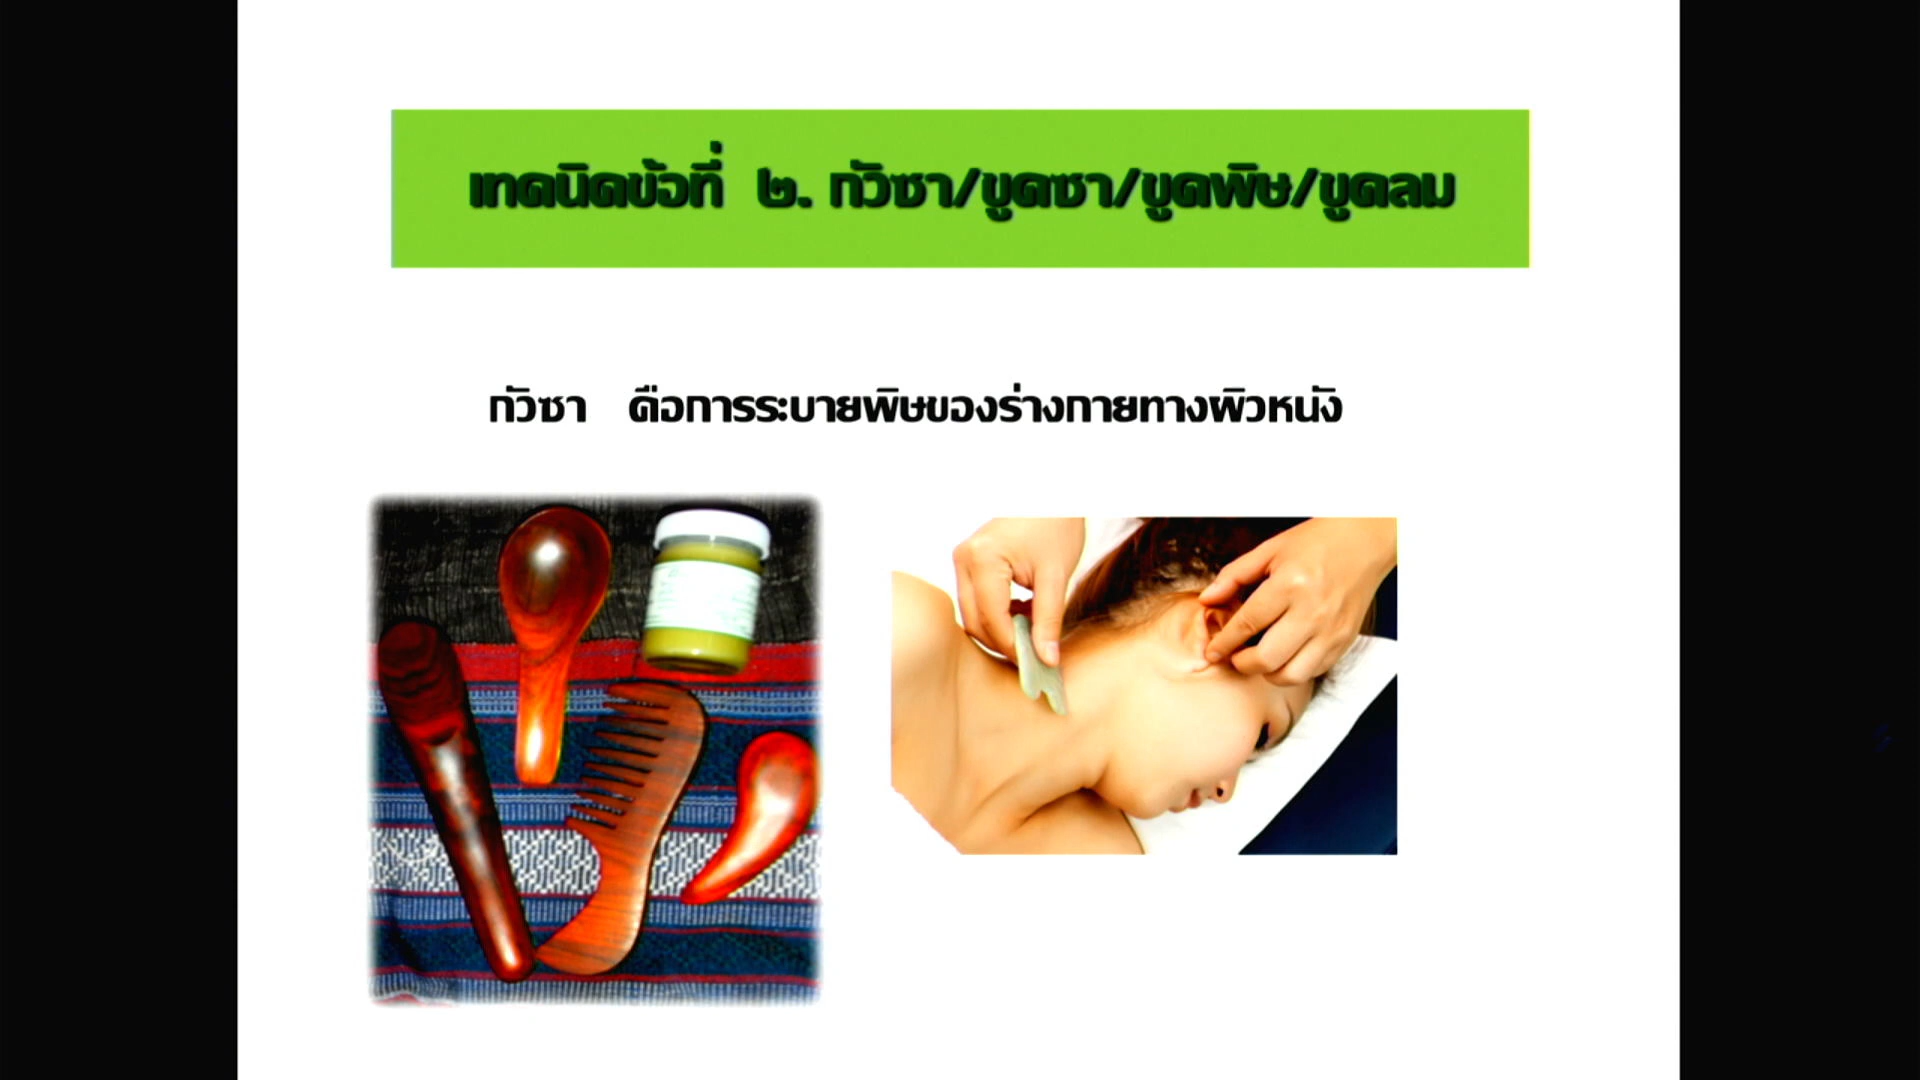 เทคนิคข้อที่ ๒. กัวซา/ขูดซา/ขูดพิษ/ขูดลม
กัวซา คือการระบายพิษของร่างกายทางผิวหนัง